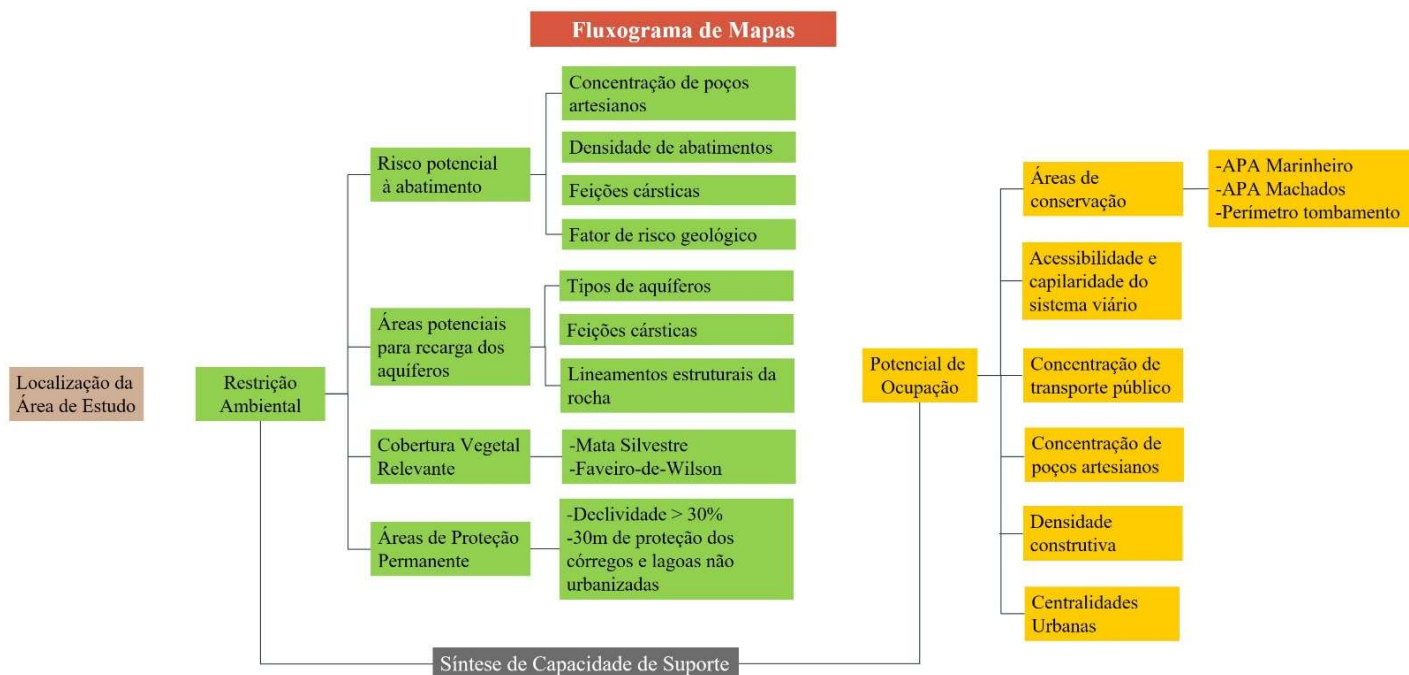 Fluxograma de Mapas
Localização da
Área de Estudo
Restrição
Ambiental
Risco potencial
à abatimento
Concentração de poços
artesianos
Densidade de abatimentos
Feições cársticas
Fator de risco geológico
Áreas potenciais
para recarga dos
aquíferos
Tipos de aquíferos
Feições cársticas
Lineamentos estruturais da
rocha
Cobertura Vegetal
Relevante
-Mata Silvestre
-Faveiro-de-Wilson
Áreas de Proteção
Permanente
-Declividade > 30%
-30m de proteção dos
córregos e lagoas não
urbanizadas
Potencial de
Ocupação
Áreas de
conservação
-APA Marinheiro
-APA Machados
-Perímetro tombamento
Acessibilidade e
capilaridade do
sistema viário
Concentração de
transporte público
Concentração de
poços artesianos
Densidade
construtiva
Centralidades
Urbanas
Síntese de Capacidade de Suporte